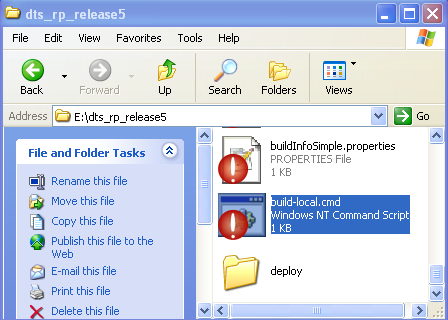 dts_rp_release5
File Edit View Favorites Tools Help
Back Forward Up Search Folders Views
Address E:\dts_rp_release5 Go
File and Folder Tasks
Rename this file
Move this file
Copy this file
Publish this file to the
Web
E-mail this file
Print this file
Delete this file
buildInfoSimple.properties
PROPERTIES File
1 KB
build-local.cmd
Windows NT Command Script
1 KB
deploy